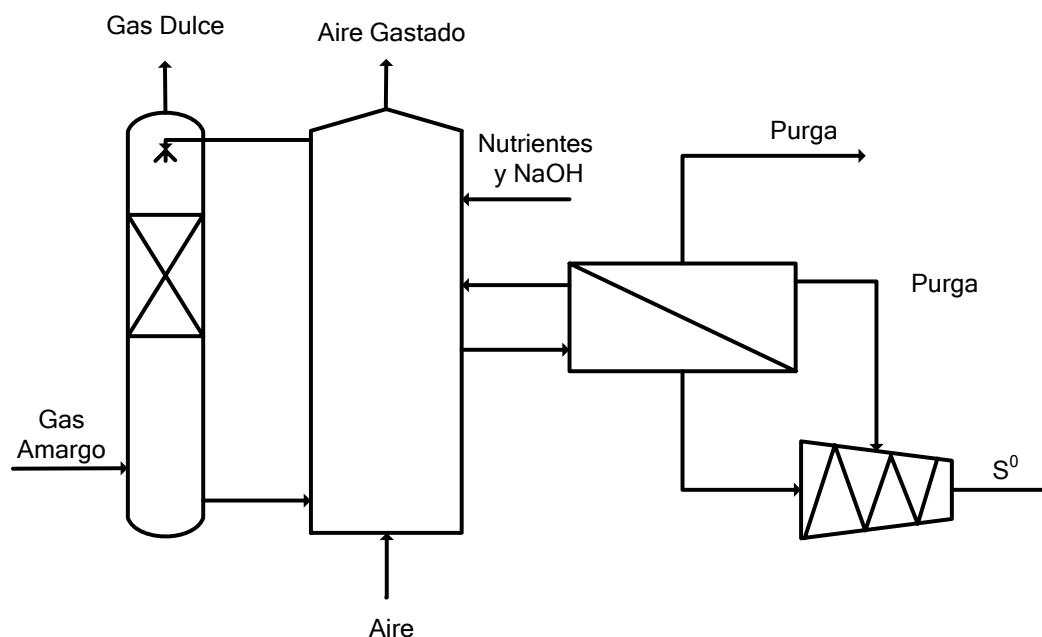 Gas Dulce
Aire Gastado
Nutrientes
y NaOH
Purga
Purga
Gas
Amargo
S⁰
Aire